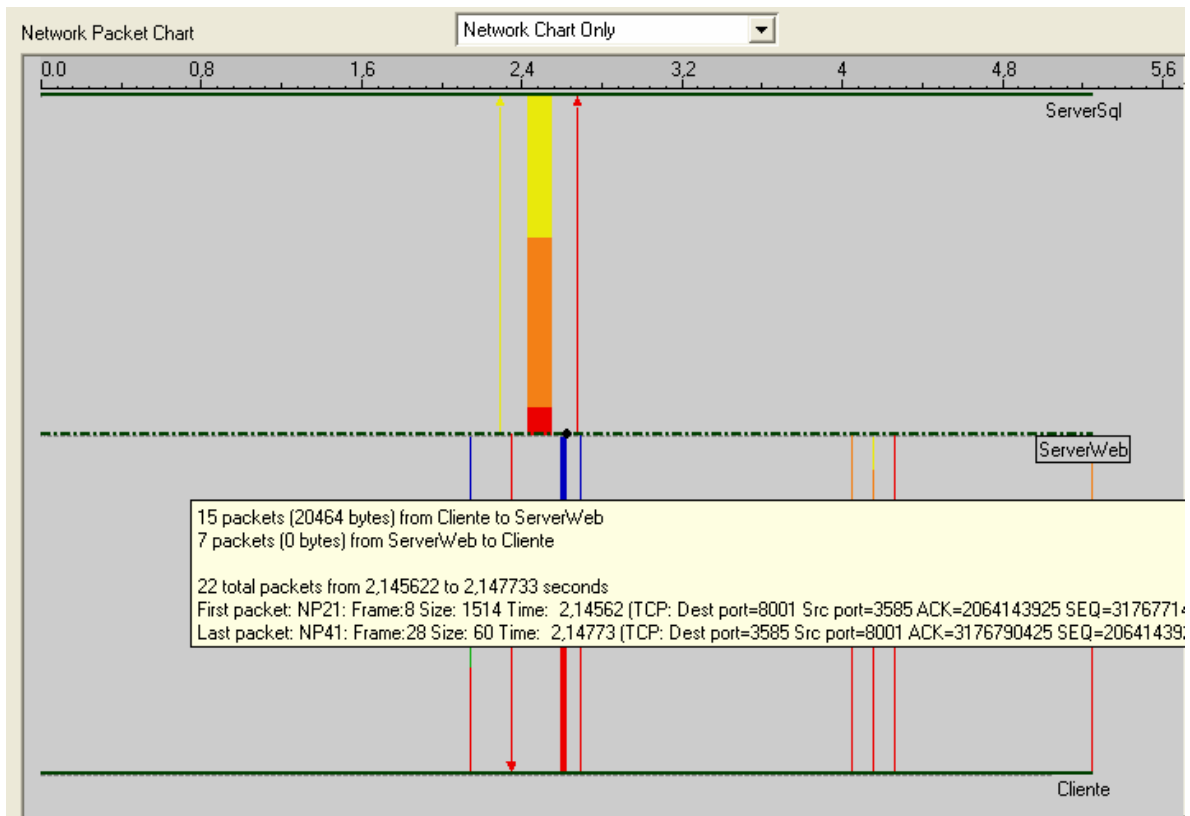 Network Packet Chart
Network Chart Only
0.0 0,8 1,6 2,4 3,2 4 4,8 5,6
ServerSql
ServerWeb
15 packets (20464 bytes) from Cliente to ServerWeb
7 packets (0 bytes) from ServerWeb to Cliente
22 total packets from 2,145622 to 2,147733 seconds
First packet: NP21: Frame:8 Size: 1514 Time: 2,14562 (TCP: Dest port=8001 Src port=3585 ACK=2064143925 SEQ=31767714
Last packet: NP41: Frame:28 Size: 60 Time: 2,14773 (TCP: Dest port=3585 Src port=8001 ACK=3176790425 SEQ=206414392
Cliente